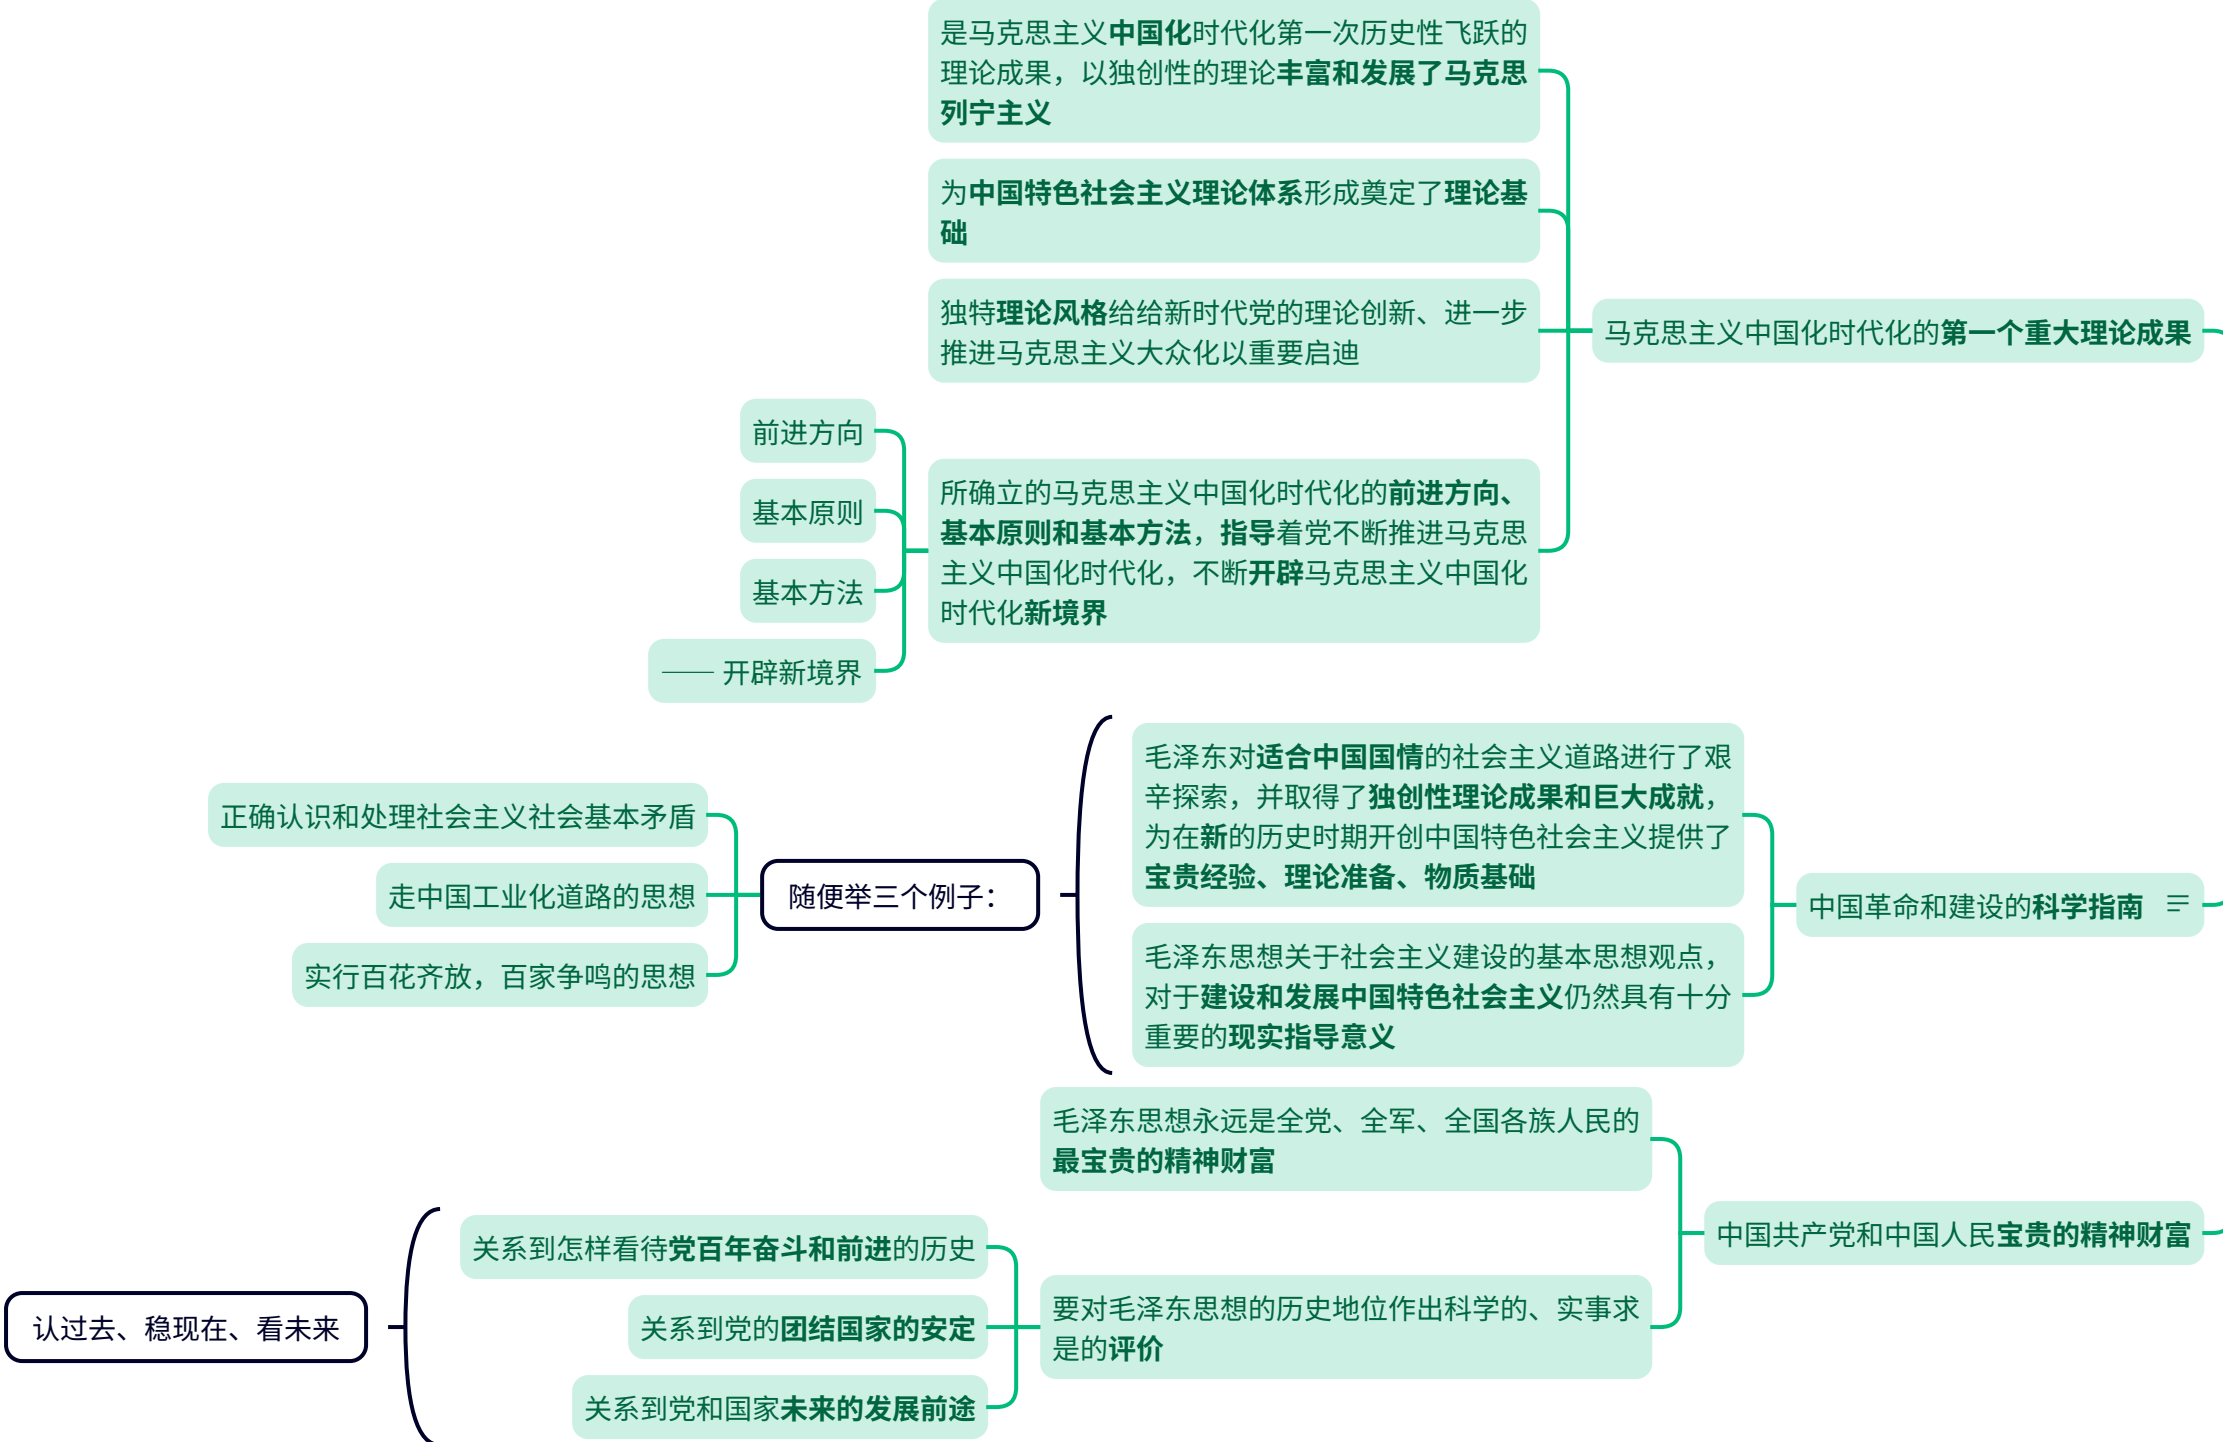 是马克思主义中国化时代化第一次历史性飞跃的
理论成果，以独创性的理论丰富和发展了马克思
列宁主义
为中国特色社会主义理论体系形成奠定了理论基
础
独特理论风格给给新时代党的理论创新、进一步
推进马克思主义大众化以重要启迪
马克思主义中国化时代化的第一个重大理论成果
前进方向
基本原则
基本方法
—— 开辟新境界
所确立的马克思主义中国化时代化的前进方向、
基本原则和基本方法，指导着党不断推进马克思
主义中国化时代化，不断开辟马克思主义中国化
时代化新境界
毛泽东对适合中国国情的社会主义道路进行了艰
辛探索，并取得了独创性理论成果和巨大成就，
为在新的历史时期开创中国特色社会主义提供了
宝贵经验、理论准备、物质基础
正确认识和处理社会主义社会基本矛盾
走中国工业化道路的思想
实行百花齐放，百家争鸣的思想
随便举三个例子：
中国革命和建设的科学指南
毛泽东思想关于社会主义建设的基本思想观点，
对于建设和发展中国特色社会主义仍然具有十分
重要的现实指导意义
毛泽东思想永远是全党、全军、全国各族人民的
最宝贵的精神财富
中国共产党和中国人民宝贵的精神财富
关系到怎样看待党百年奋斗和前进的历史
关系到党的团结国家的安定
关系到党和国家未来的发展前途
认过去、稳现在、看未来
要对毛泽东思想的历史地位作出科学的、实事求
是的评价